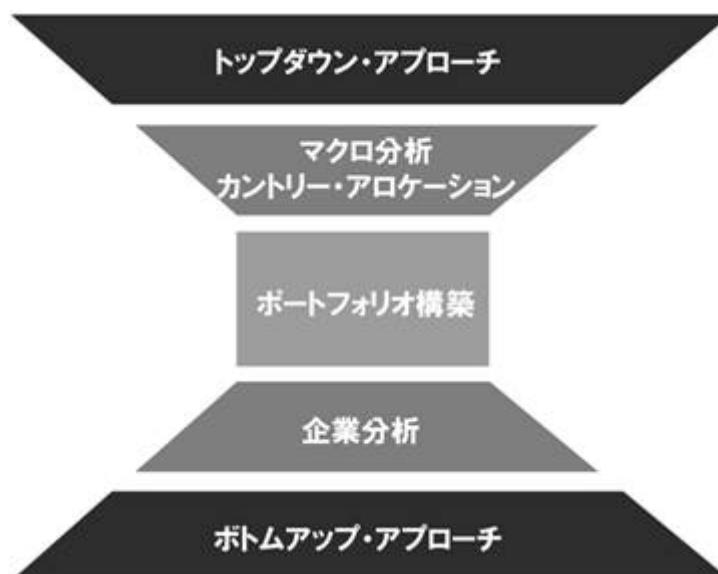 トップダウン・アプローチ
マクロ分析
カントリー・アロケーション
ポートフォリオ構築
企業分析
ボトムアップ・アプローチ